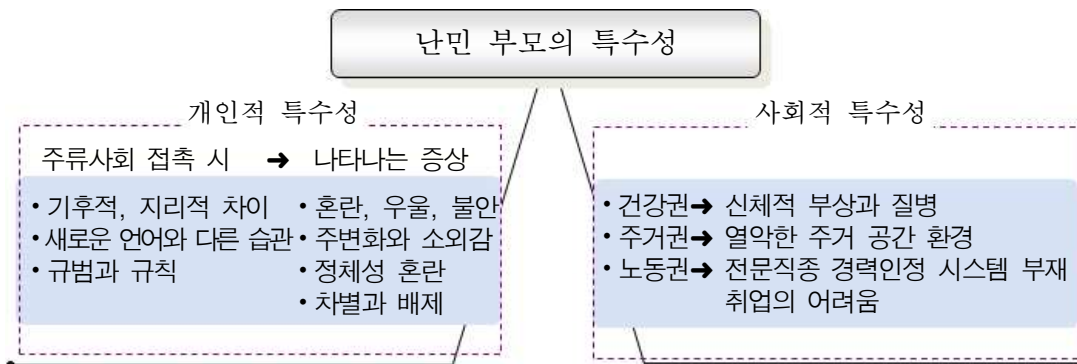 난민 부모의 특수성
개인적 특수성
주류사회 접촉 시 ➜ 나타나는 증상
• 기후적, 지리적 차이
• 새로운 언어와 다른 습관
• 규범과 규칙
• 혼란, 우울, 불안
• 주변화와 소외감
• 정체성 혼란
• 차별과 배제
사회적 특수성
• 건강권➜ 신체적 부상과 질병
• 주거권➜ 열악한 주거 공간 환경
• 노동권➜ 전문직종 경력인정 시스템 부재
취업의 어려움